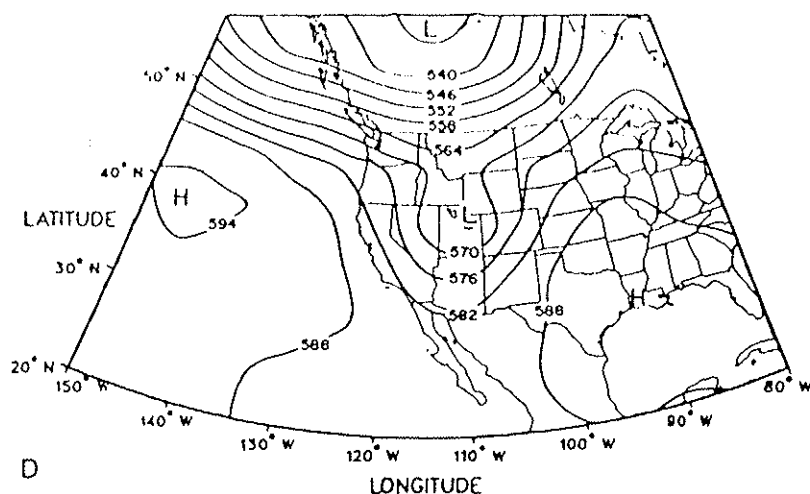 L
50° N
540
546
552
558
564
40° N
H
594
LATITUDE
L
570
576
30° N
582
588
H
588
20° N
150° W
80° W
140° W
90° W
130° W
100° W
120° W
110° W
D
LONGITUDE